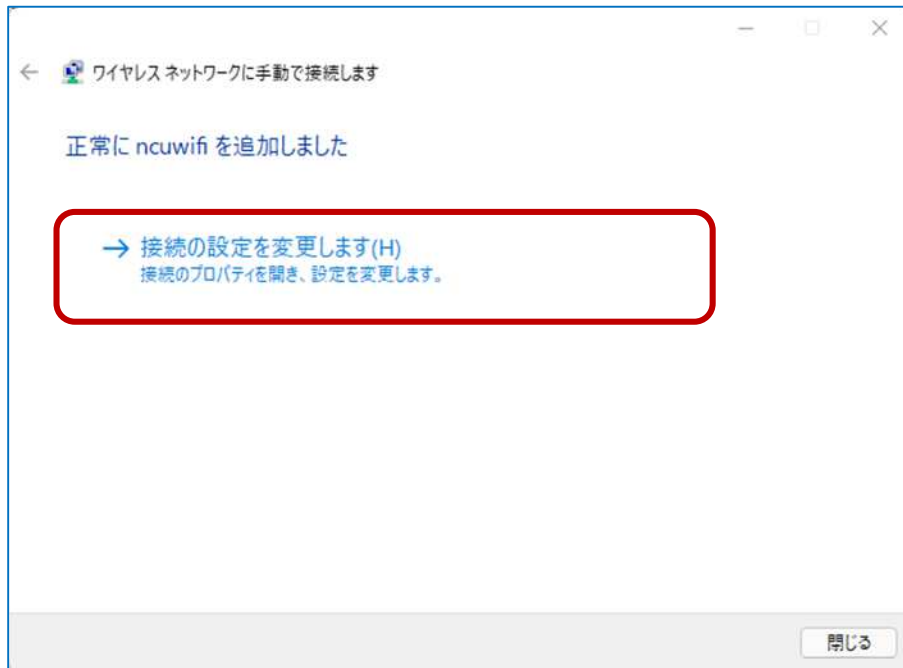 ワイヤレス ネットワークに手動で接続します
正常に ncuwifi を追加しました
→ 接続の設定を変更します(H)
接続のプロパティを開き、設定を変更します。
閉じる